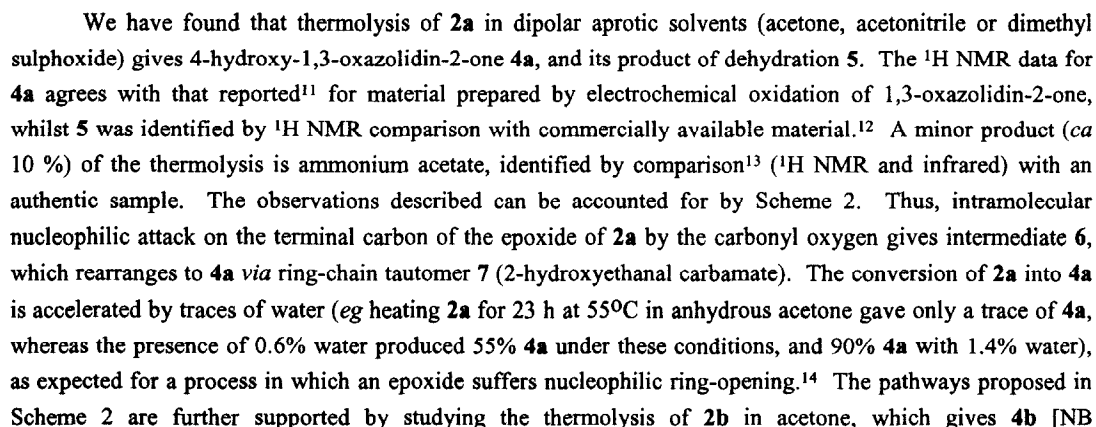 We have found that thermolysis of 2a in dipolar aprotic solvents (acetone, acetonitrile or dimethyl
sulphoxide) gives 4-hydroxy-1,3-oxazolidin-2-one 4a, and its product of dehydration 5. The ¹H NMR data for
4a agrees with that reported¹¹ for material prepared by electrochemical oxidation of 1,3-oxazolidin-2-one,
whilst 5 was identified by ¹H NMR comparison with commercially available material.¹² A minor product (ca
10 %) of the thermolysis is ammonium acetate, identified by comparison¹³ (¹H NMR and infrared) with an
authentic sample. The observations described can be accounted for by Scheme 2. Thus, intramolecular
nucleophilic attack on the terminal carbon of the epoxide of 2a by the carbonyl oxygen gives intermediate 6,
which rearranges to 4a via ring-chain tautomer 7 (2-hydroxyethanal carbamate). The conversion of 2a into 4a
is accelerated by traces of water (eg heating 2a for 23 h at 55⁰C in anhydrous acetone gave only a trace of 4a,
whereas the presence of 0.6% water produced 55% 4a under these conditions, and 90% 4a with 1.4% water),
as expected for a process in which an epoxide suffers nucleophilic ring-opening.¹⁴ The pathways proposed in
Scheme 2 are further supported by studying the thermolysis of 2b in acetone, which gives 4b [NB